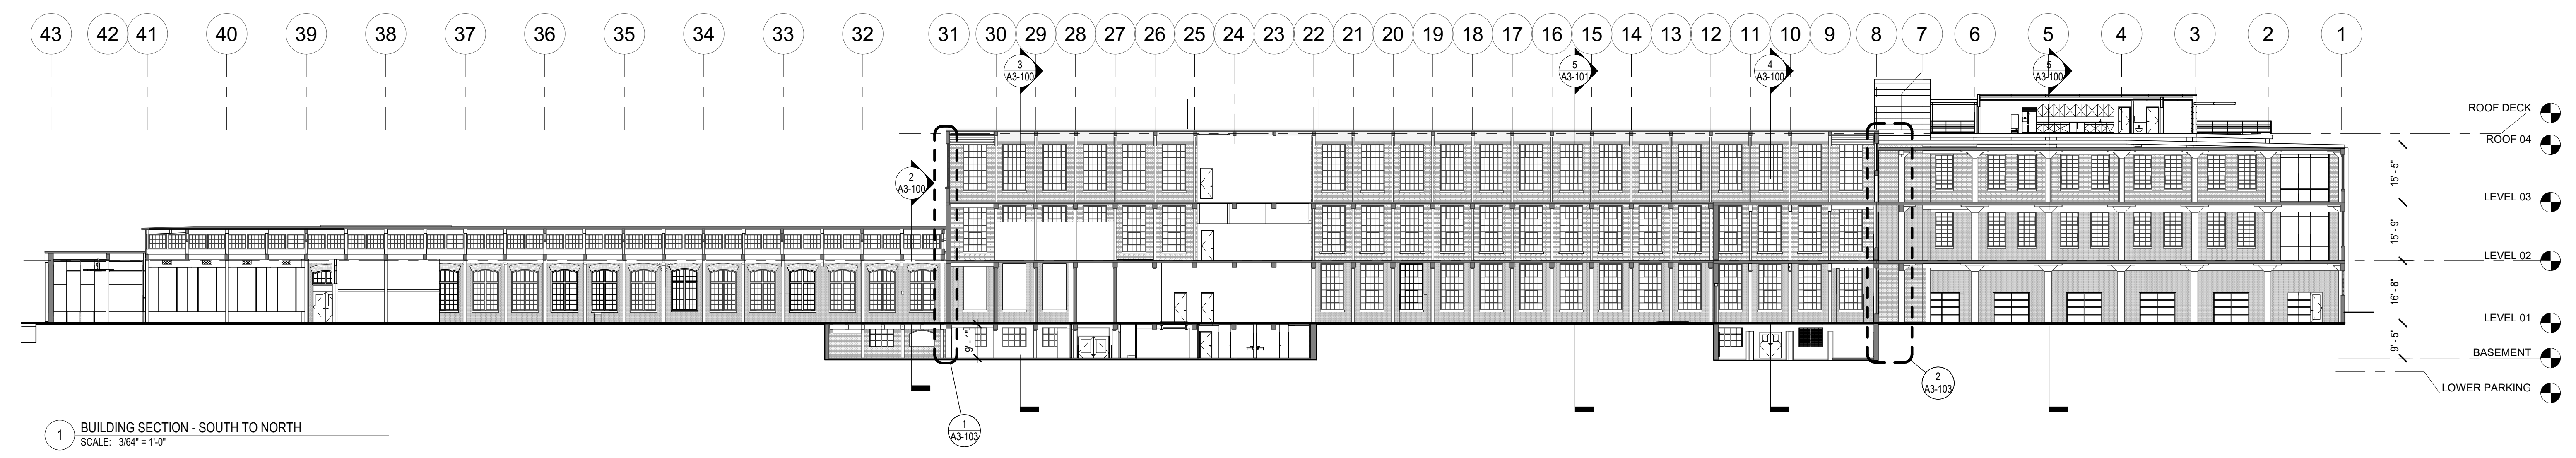 43 42 41 40 39 38 37 36 35 34 33 32 31 30 29 28 27 26 25 24 23 22 21 20 19 18 17 16 15 14 13 12 11 10 9 8 7 6 5 4 3 2 1
3
A3-100
5
A3-101
4
A3-100
5
A3-100
ROOF DECK
ROOF 04
15' - 5"
2
A3-100
LEVEL 03
15' - 9"
LEVEL 02
16' - 8"
LEVEL 01
9' - 1"
9' - 5"
BASEMENT
2
A3-103
LOWER PARKING
1
A3-103
1
BUILDING SECTION - SOUTH TO NORTH
SCALE: 3/64" = 1'-0"